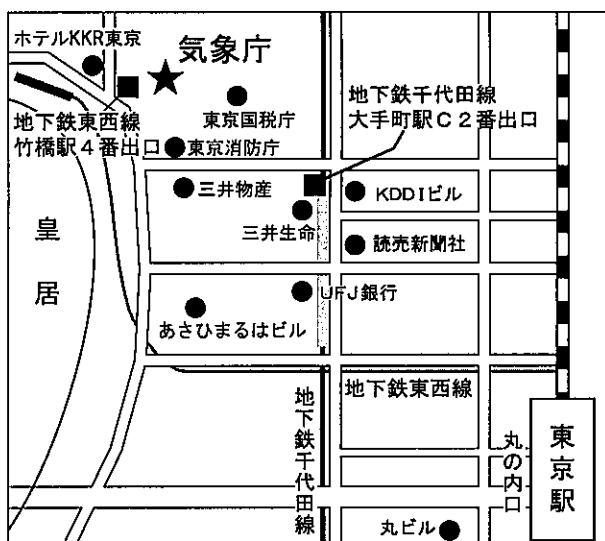 ホテルKKR東京
気象庁
地下鉄東西線
竹橋駅4番出口
東京国税庁
東京消防庁
地下鉄千代田線
大手町駅C2番出口
三井物産
KDDIビル
三井生命
読売新聞社
皇居
UFJ銀行
あさひまるはビル
地下鉄東西線
地下鉄千代田線
丸の内口
東京駅
丸ビル